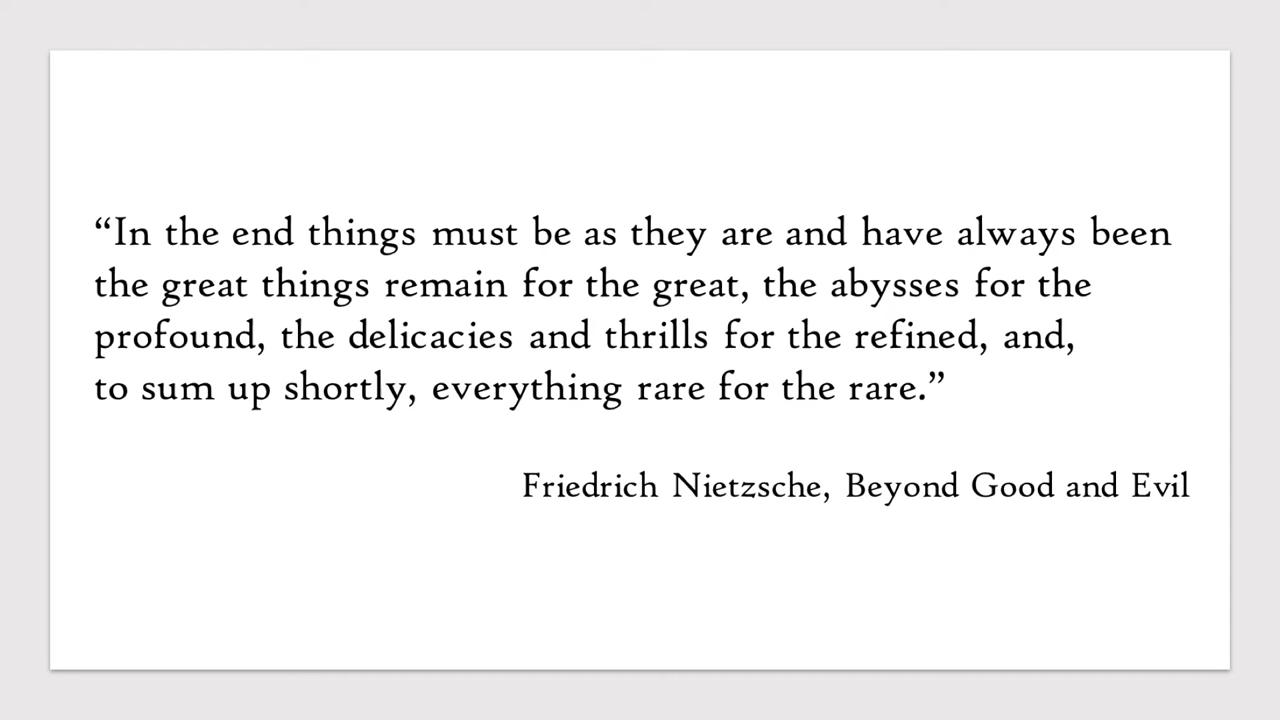 “In the end things must be as they are and have always been
the great things remain for the great, the abysses for the
profound, the delicacies and thrills for the refined, and,
to sum up shortly, everything rare for the rare.”
Friedrich Nietzsche, Beyond Good and Evil